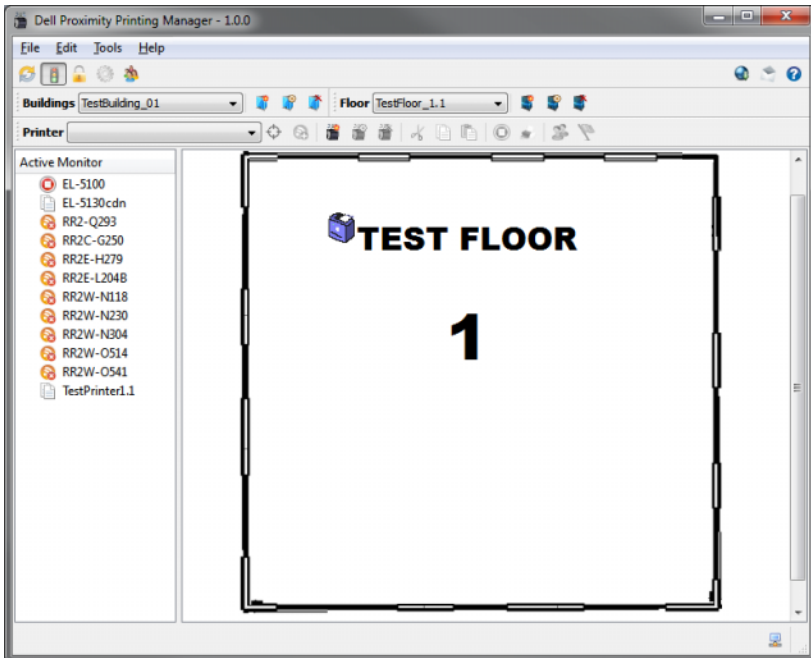 Dell Proximity Printing Manager - 1.0.0
File Edit Tools Help
Buildings TestBuilding_01 Floor TestFloor_1.1
Printer
Active Monitor
EL-5100
EL-5130cdn
RR2-Q293
RR2C-G250
RR2E-H279
RR2E-L204B
RR2W-N118
RR2W-N230
RR2W-N304
RR2W-O514
RR2W-O541
TestPrinter1.1
TEST FLOOR
1